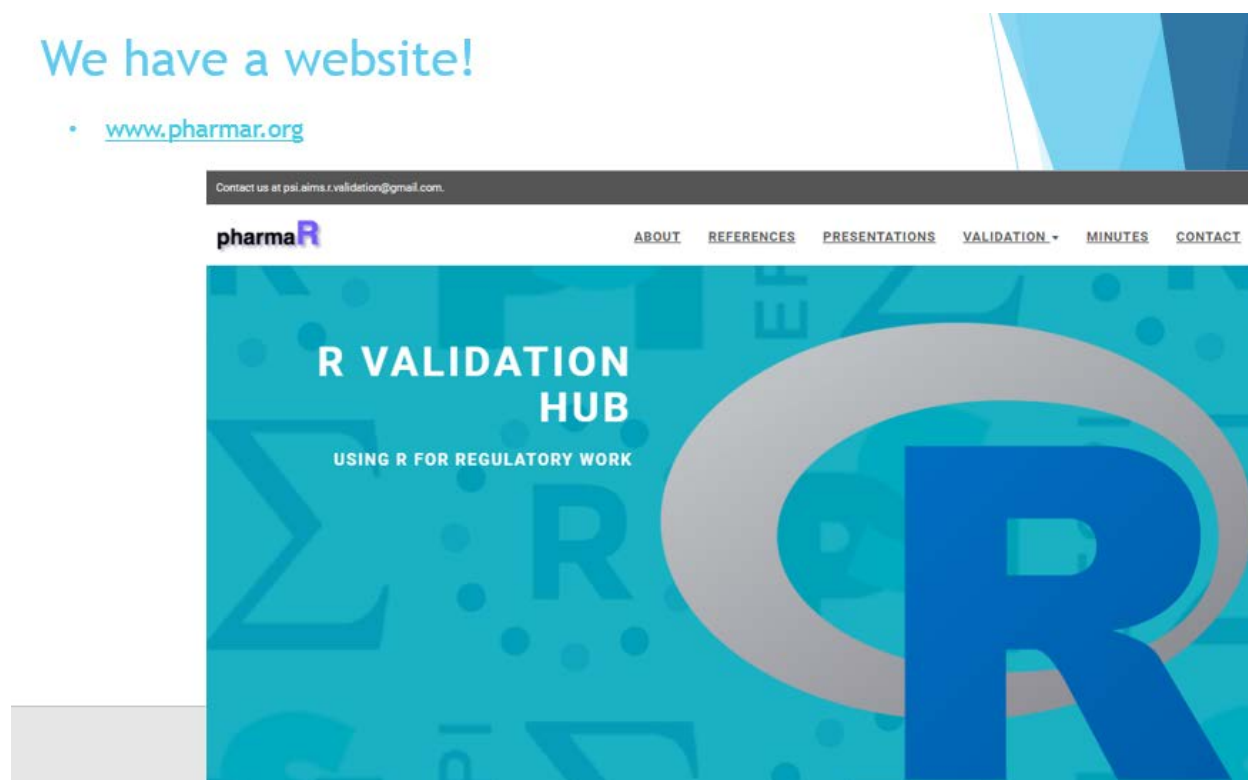 We have a website!
• www.pharmar.org
Contact us at psi.aims.r.validation@gmail.com.
pharmaR
ABOUT REFERENCES PRESENTATIONS VALIDATION MINUTES CONTACT
R VALIDATION
HUB
USING R FOR REGULATORY WORK
R